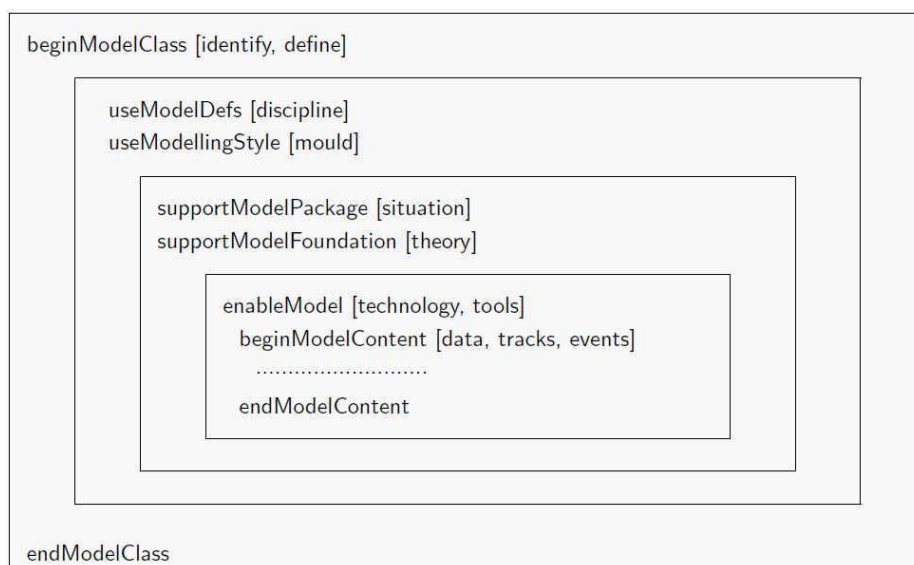 beginModelClass [identify, define]
useModelDefs [discipline]
useModellingStyle [mould]
supportModelPackage [situation]
supportModelFoundation [theory]
enableModel [technology, tools]
beginModelContent [data, tracks, events]
...........................
endModelContent
endModelClass